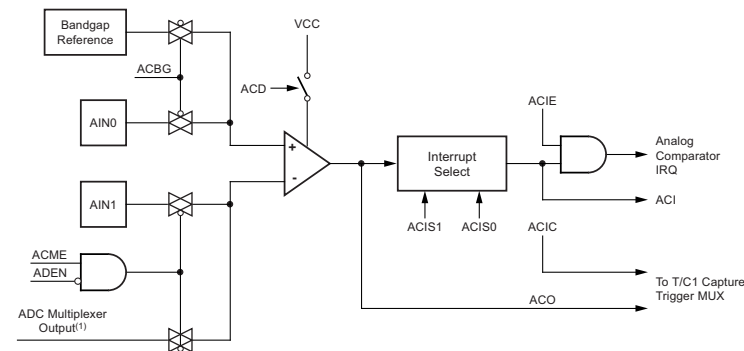 Bandgap
Reference
VCC
ACBG
ACD
ACIE
AIN0
+
-
Interrupt
Select
Analog
Comparator
IRQ
AIN1
ACI
ACIS1
ACIS0
ACIC
ACME
ADEN
To T/C1 Capture
Trigger MUX
ACO
ADC Multiplexer
Output(1)